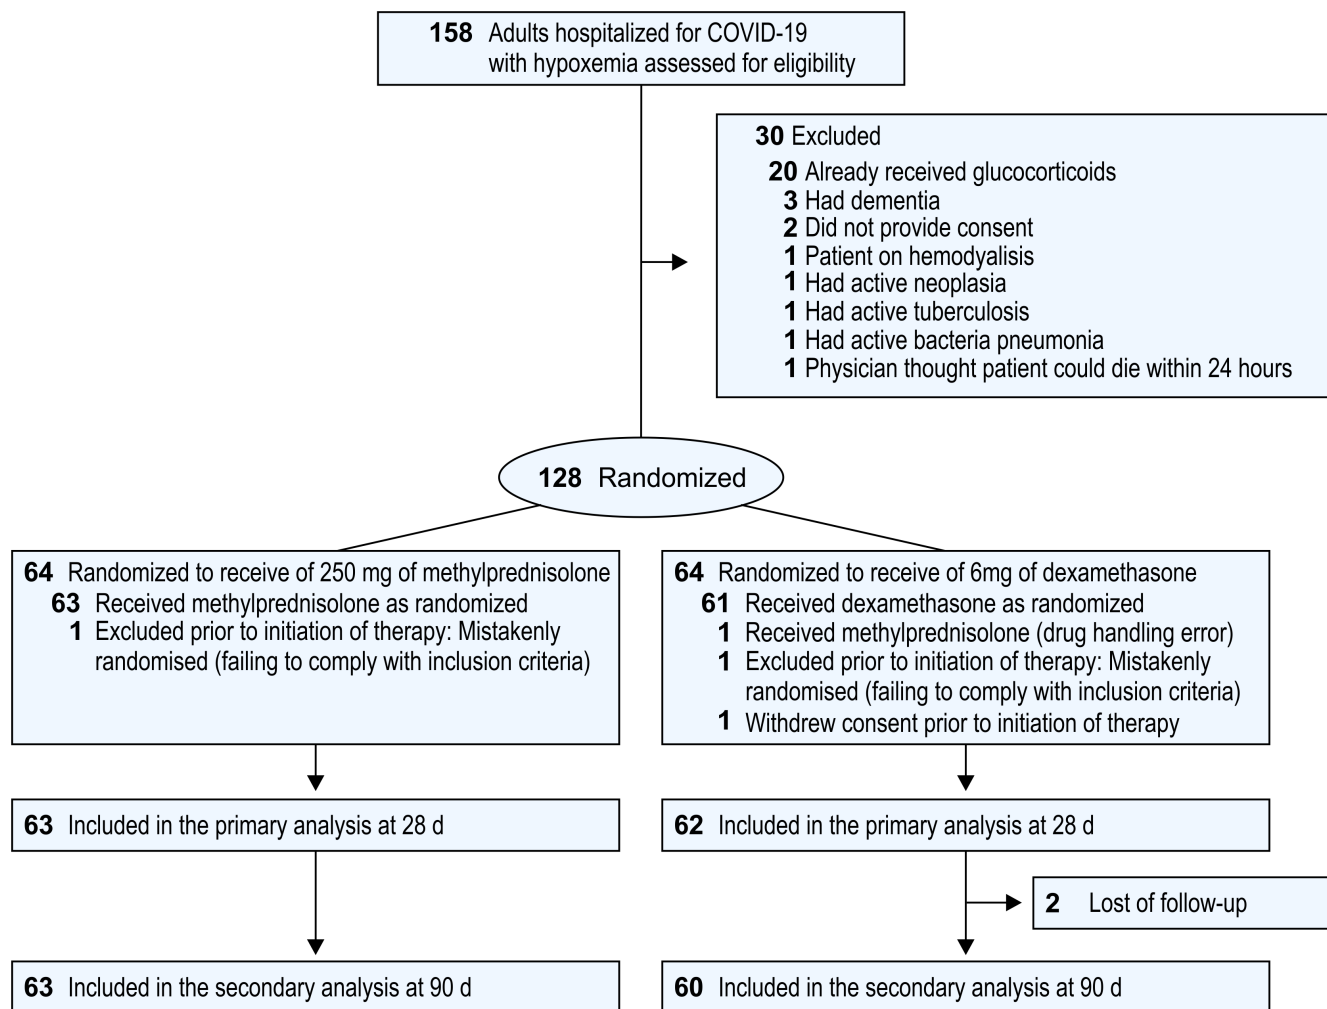 158 Adults hospitalized for COVID-19
with hypoxemia assessed for eligibility
30 Excluded
20 Already received glucocorticoids
3 Had dementia
2 Did not provide consent
1 Patient on hemodyalisis
1 Had active neoplasia
1 Had active tuberculosis
1 Had active bacteria pneumonia
1 Physician thought patient could die within 24 hours
128 Randomized
64 Randomized to receive of 250 mg of methylprednisolone
63 Received methylprednisolone as randomized
1 Excluded prior to initiation of therapy: Mistakenly
randomised (failing to comply with inclusion criteria)
64 Randomized to receive of 6mg of dexamethasone
61 Received dexamethasone as randomized
1 Received methylprednisolone (drug handling error)
1 Excluded prior to initiation of therapy: Mistakenly
randomised (failing to comply with inclusion criteria)
1 Withdrew consent prior to initiation of therapy
63 Included in the primary analysis at 28 d
62 Included in the primary analysis at 28 d
2 Lost of follow-up
63 Included in the secondary analysis at 90 d
60 Included in the secondary analysis at 90 d